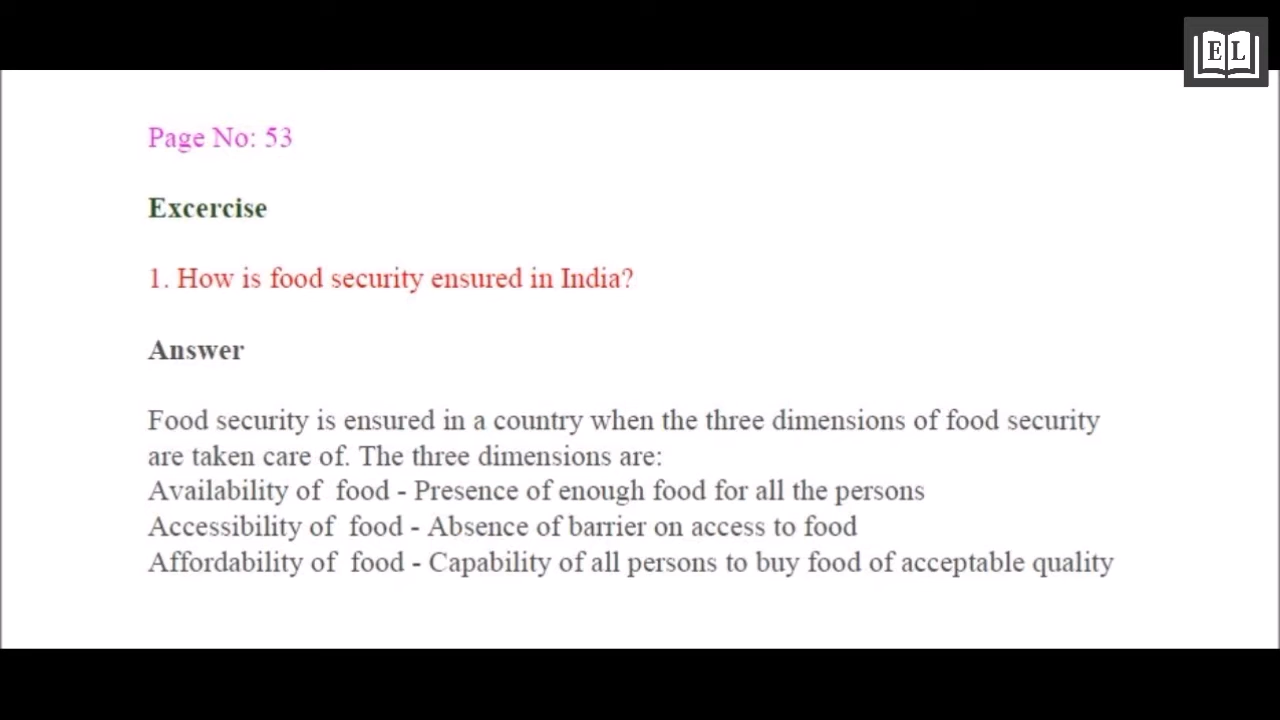 E L
Page No: 53
Excercise
1. How is food security ensured in India?
Answer
Food security is ensured in a country when the three dimensions of food security
are taken care of. The three dimensions are:
Availability of food - Presence of enough food for all the persons
Accessibility of food - Absence of barrier on access to food
Affordability of food - Capability of all persons to buy food of acceptable quality